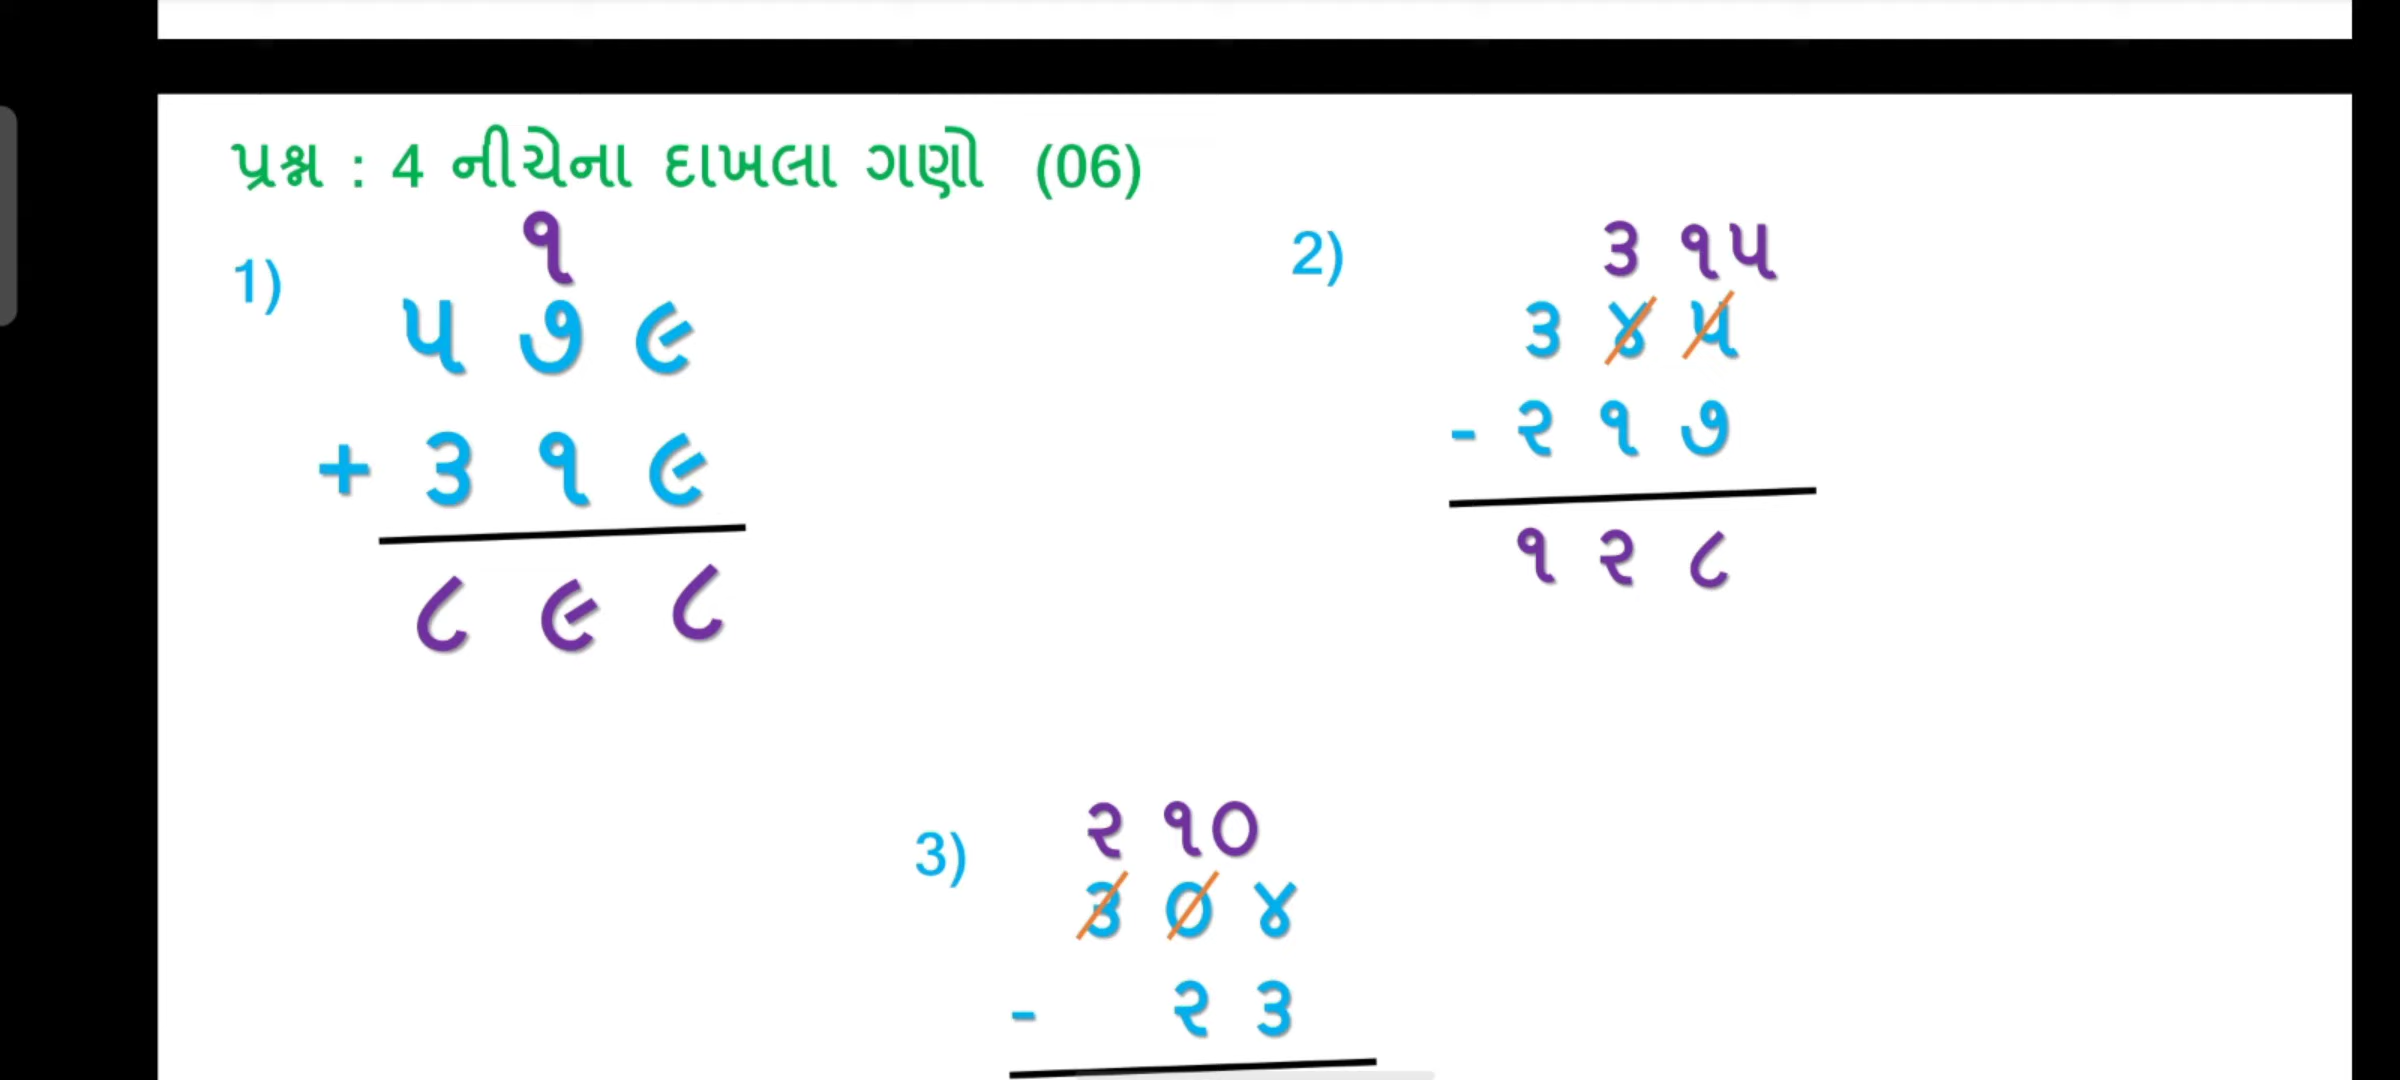 પ્રશ્ન : 4 નીચેના દાખલા ગણો (06)
1)
૧
૫ ૭ ૯
+ ૩ ૧ ૯
૮ ૯ ૮
2)
૩ ૧૫
૩ ૪ ૫
- ૨ ૧ ૭
૧ ૨ ૮
3)
૨ ૧૦
૩ ૦ ૪
- ૨ ૩